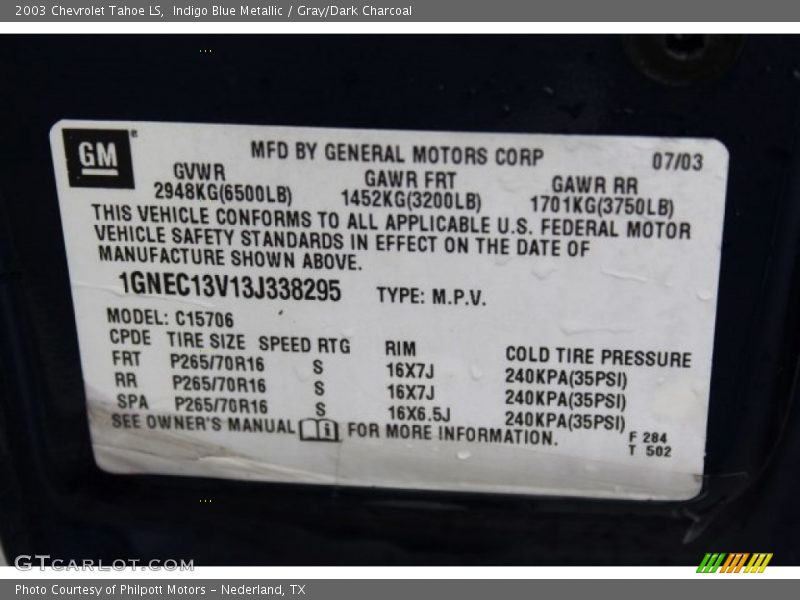 2003 Chevrolet Tahoe LS, Indigo Blue Metallic / Gray/Dark Charcoal
GM
MFD BY GENERAL MOTORS CORP 07/03
GVWR GAWR FRT GAWR RR
2948KG(6500LB) 1452KG(3200LB) 1701KG(3750LB)
THIS VEHICLE CONFORMS TO ALL APPLICABLE U.S. FEDERAL MOTOR
VEHICLE SAFETY STANDARDS IN EFFECT ON THE DATE OF
MANUFACTURE SHOWN ABOVE.
1GNEC13V13J338295 TYPE: M.P.V.
MODEL: C15706
CPDE TIRE SIZE SPEED RTG RIM COLD TIRE PRESSURE
FRT P265/70R16 S 16X7J 240KPA(35PSI)
RR P265/70R16 S 16X7J 240KPA(35PSI)
SPA P265/70R16 S 16X6.5J 240KPA(35PSI)
SEE OWNER'S MANUAL i FOR MORE INFORMATION.
F 284
T 502
GTCARLOT.COM
Photo Courtesy of Philpott Motors - Nederland, TX